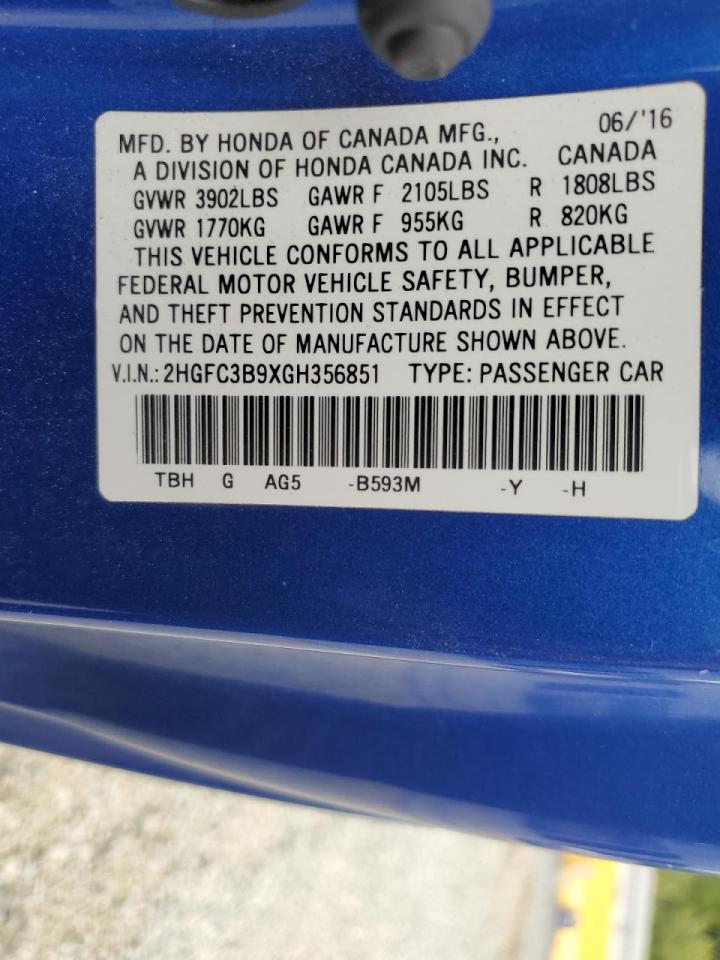 MFD. BY HONDA OF CANADA MFG., 06/'16
A DIVISION OF HONDA CANADA INC. CANADA
GVWR 3902LBS GAWR F 2105LBS R 1808LBS
GVWR 1770KG GAWR F 955KG R 820KG
THIS VEHICLE CONFORMS TO ALL APPLICABLE
FEDERAL MOTOR VEHICLE SAFETY, BUMPER,
AND THEFT PREVENTION STANDARDS IN EFFECT
ON THE DATE OF MANUFACTURE SHOWN ABOVE.
V.I.N.: 2HGFC3B9XGH356851 TYPE: PASSENGER CAR
TBH G AG5 -B593M -Y -H